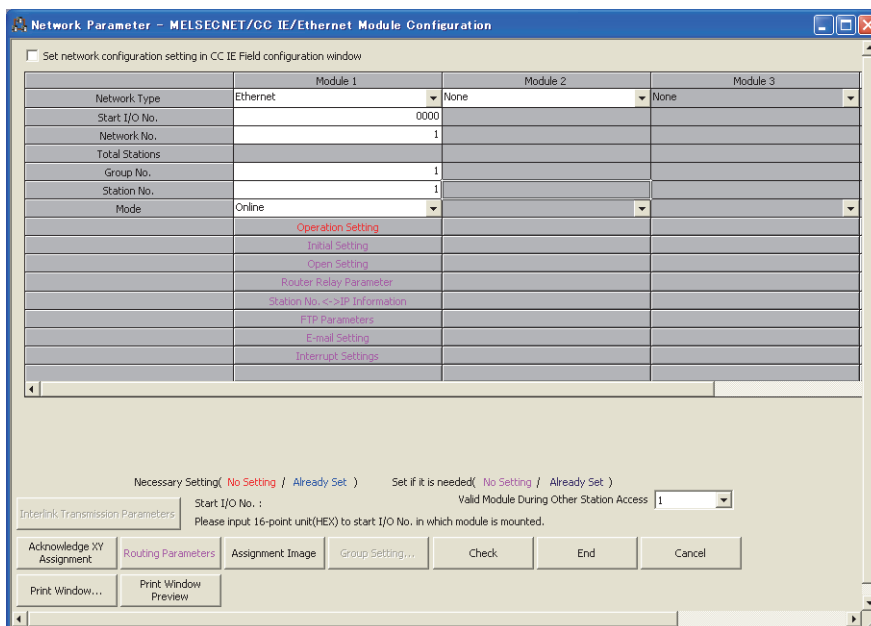 Network Parameter - MELSECNET/CC IE/Ethernet Module Configuration
Set network configuration setting in CC IE Field configuration window
Module 1 Module 2 Module 3
Network Type Ethernet None None
Start I/O No. 0000
Network No. 1
Total Stations
Group No. 1
Station No. 1
Mode Online
Operation Setting
Initial Setting
Open Setting
Router Relay Parameter
Station No.<->IP Information
FTP Parameters
E-mail Setting
Interrupt Settings
Necessary Setting( No Setting / Already Set ) Set if it is needed( No Setting / Already Set )
Interlink Transmission Parameters Start I/O No. : Valid Module During Other Station Access 1
Please input 16-point unit(HEX) to start I/O No. in which module is mounted.
Acknowledge XY Assignment Routing Parameters Assignment Image Group Setting... Check End Cancel
Print Window... Print Window Preview